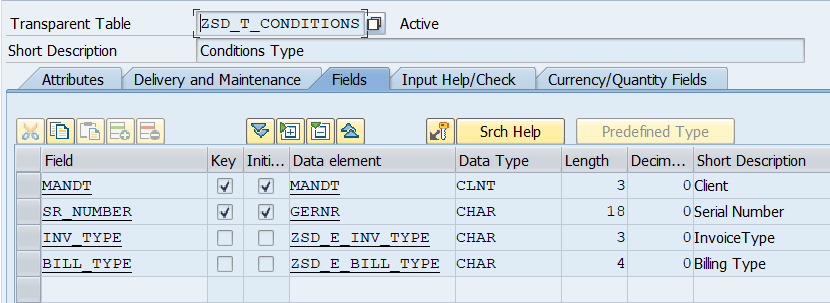 Transparent Table ZSD_T_CONDITIONS Active
Short Description Conditions Type
Attributes Delivery and Maintenance Fields Input Help/Check Currency/Quantity Fields
Srch Help Predefined Type
Field Key Initi... Data element Data Type Length Decim... Short Description
MANDT MANDT CLNT 3 0 Client
SR_NUMBER GERNR CHAR 18 0 Serial Number
INV_TYPE ZSD_E_INV_TYPE CHAR 3 0 InvoiceType
BILL_TYPE ZSD_E_BILL_TYPE CHAR 4 0 Billing Type